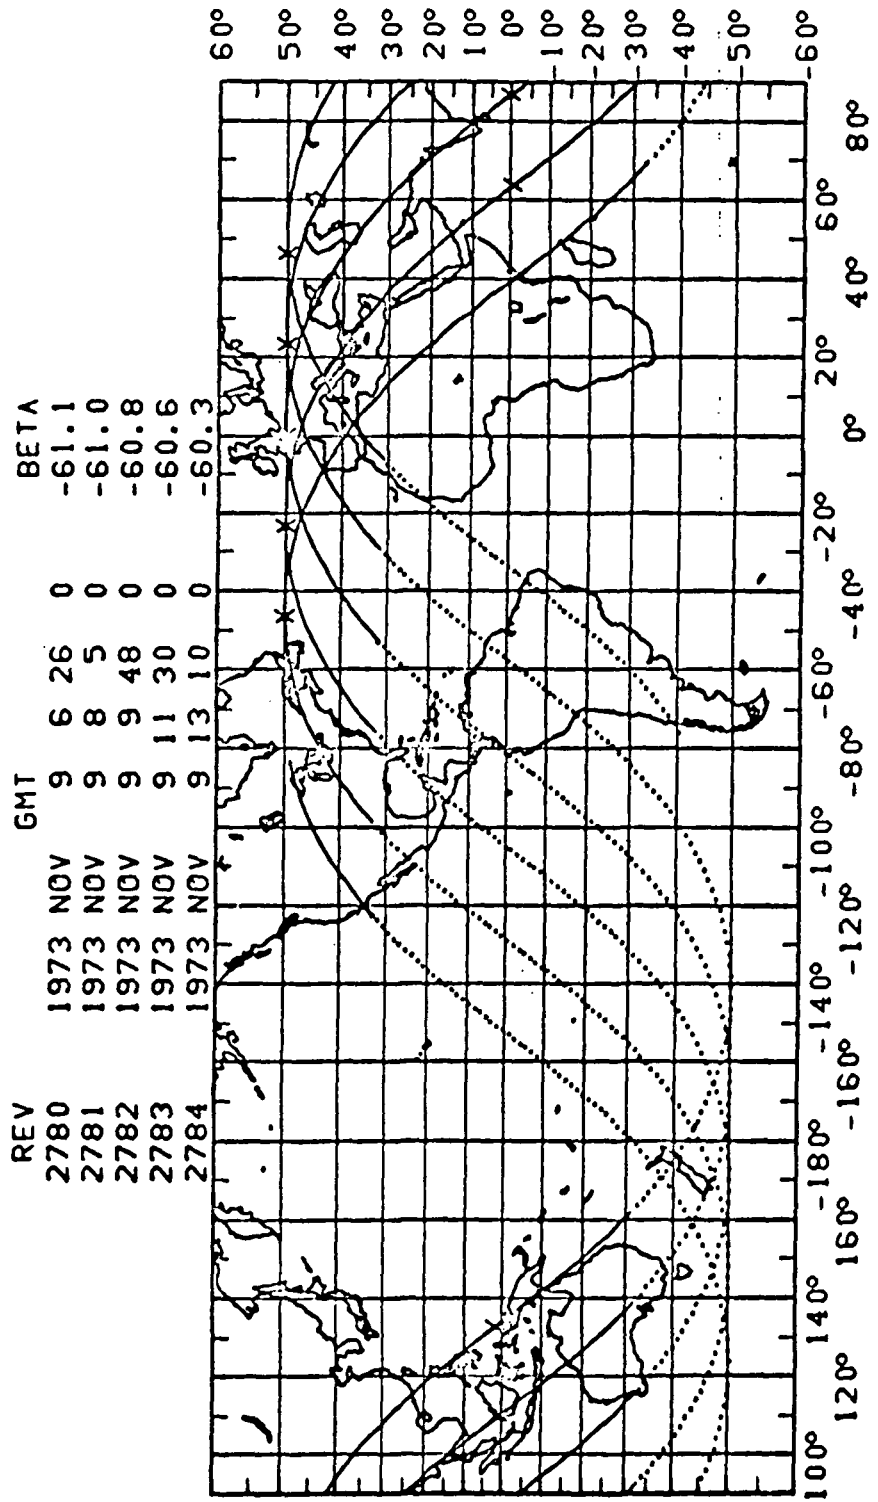 REV GMT BETA
2780 1973 NOV 9 6 26 0 -61.1
2781 1973 NOV 9 8 5 0 -61.0
2782 1973 NOV 9 9 48 0 -60.8
2783 1973 NOV 9 11 30 0 -60.6
2784 1973 NOV 9 13 10 0 -60.3
60°
50°
40°
30°
20°
10°
0°
-10°
-20°
-30°
-40°
-50°
-60°
100° 120° 140° 160° -180° -160° -140° -120° -100° -80° -60° -40° -20° 0° 20° 40° 60° 80°